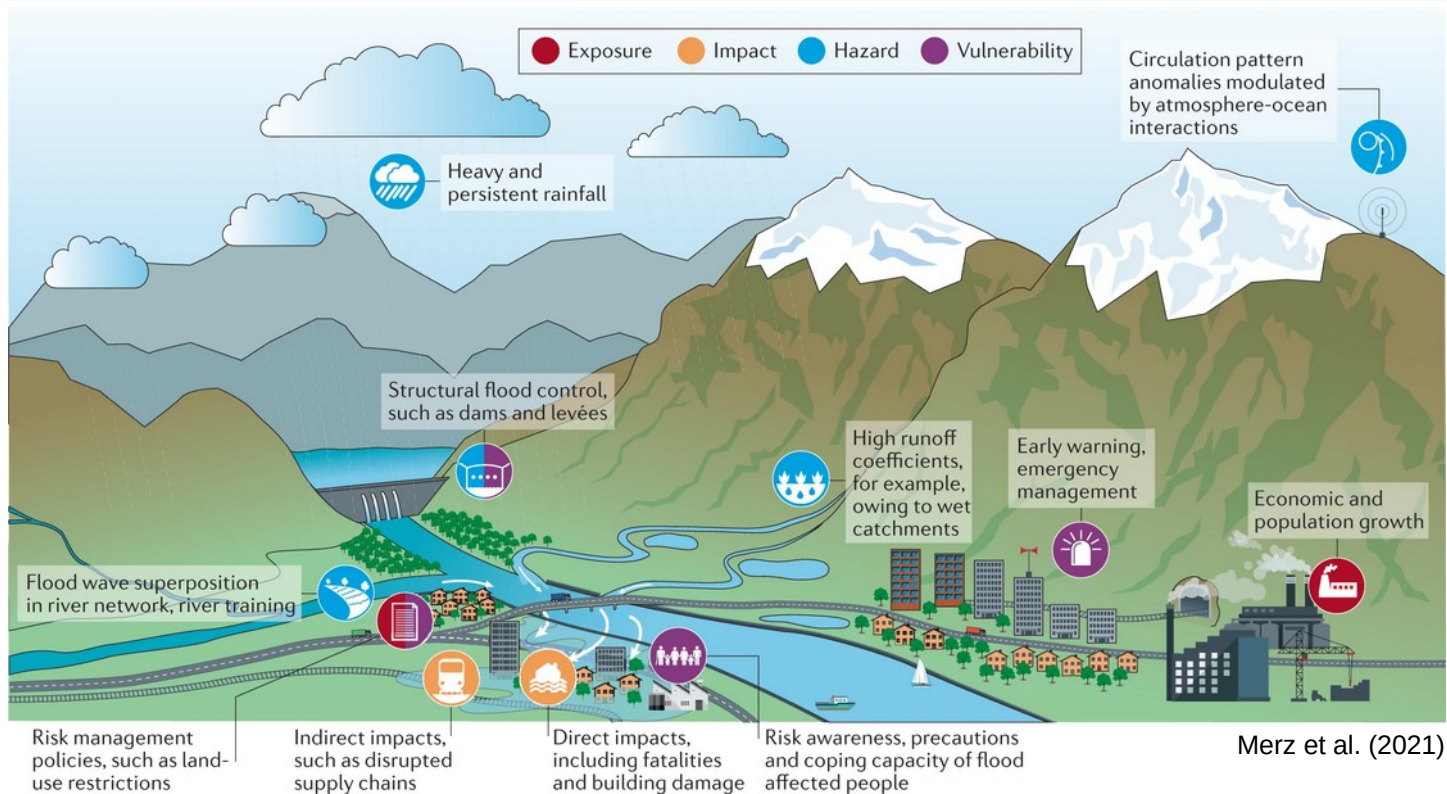 Exposure Impact Hazard Vulnerability
Circulation pattern
anomalies modulated
by atmosphere-ocean
interactions
Heavy and
persistent rainfall
Structural flood control,
such as dams and levées
High runoff
coefficients,
for example,
owing to wet
catchments
Early warning,
emergency
management
Economic and
population growth
Flood wave superposition
in river network, river training
Risk management
policies, such as land-
use restrictions
Indirect impacts,
such as disrupted
supply chains
Direct impacts,
including fatalities
and building damage
Risk awareness, precautions
and coping capacity of flood
affected people
Merz et al. (2021)